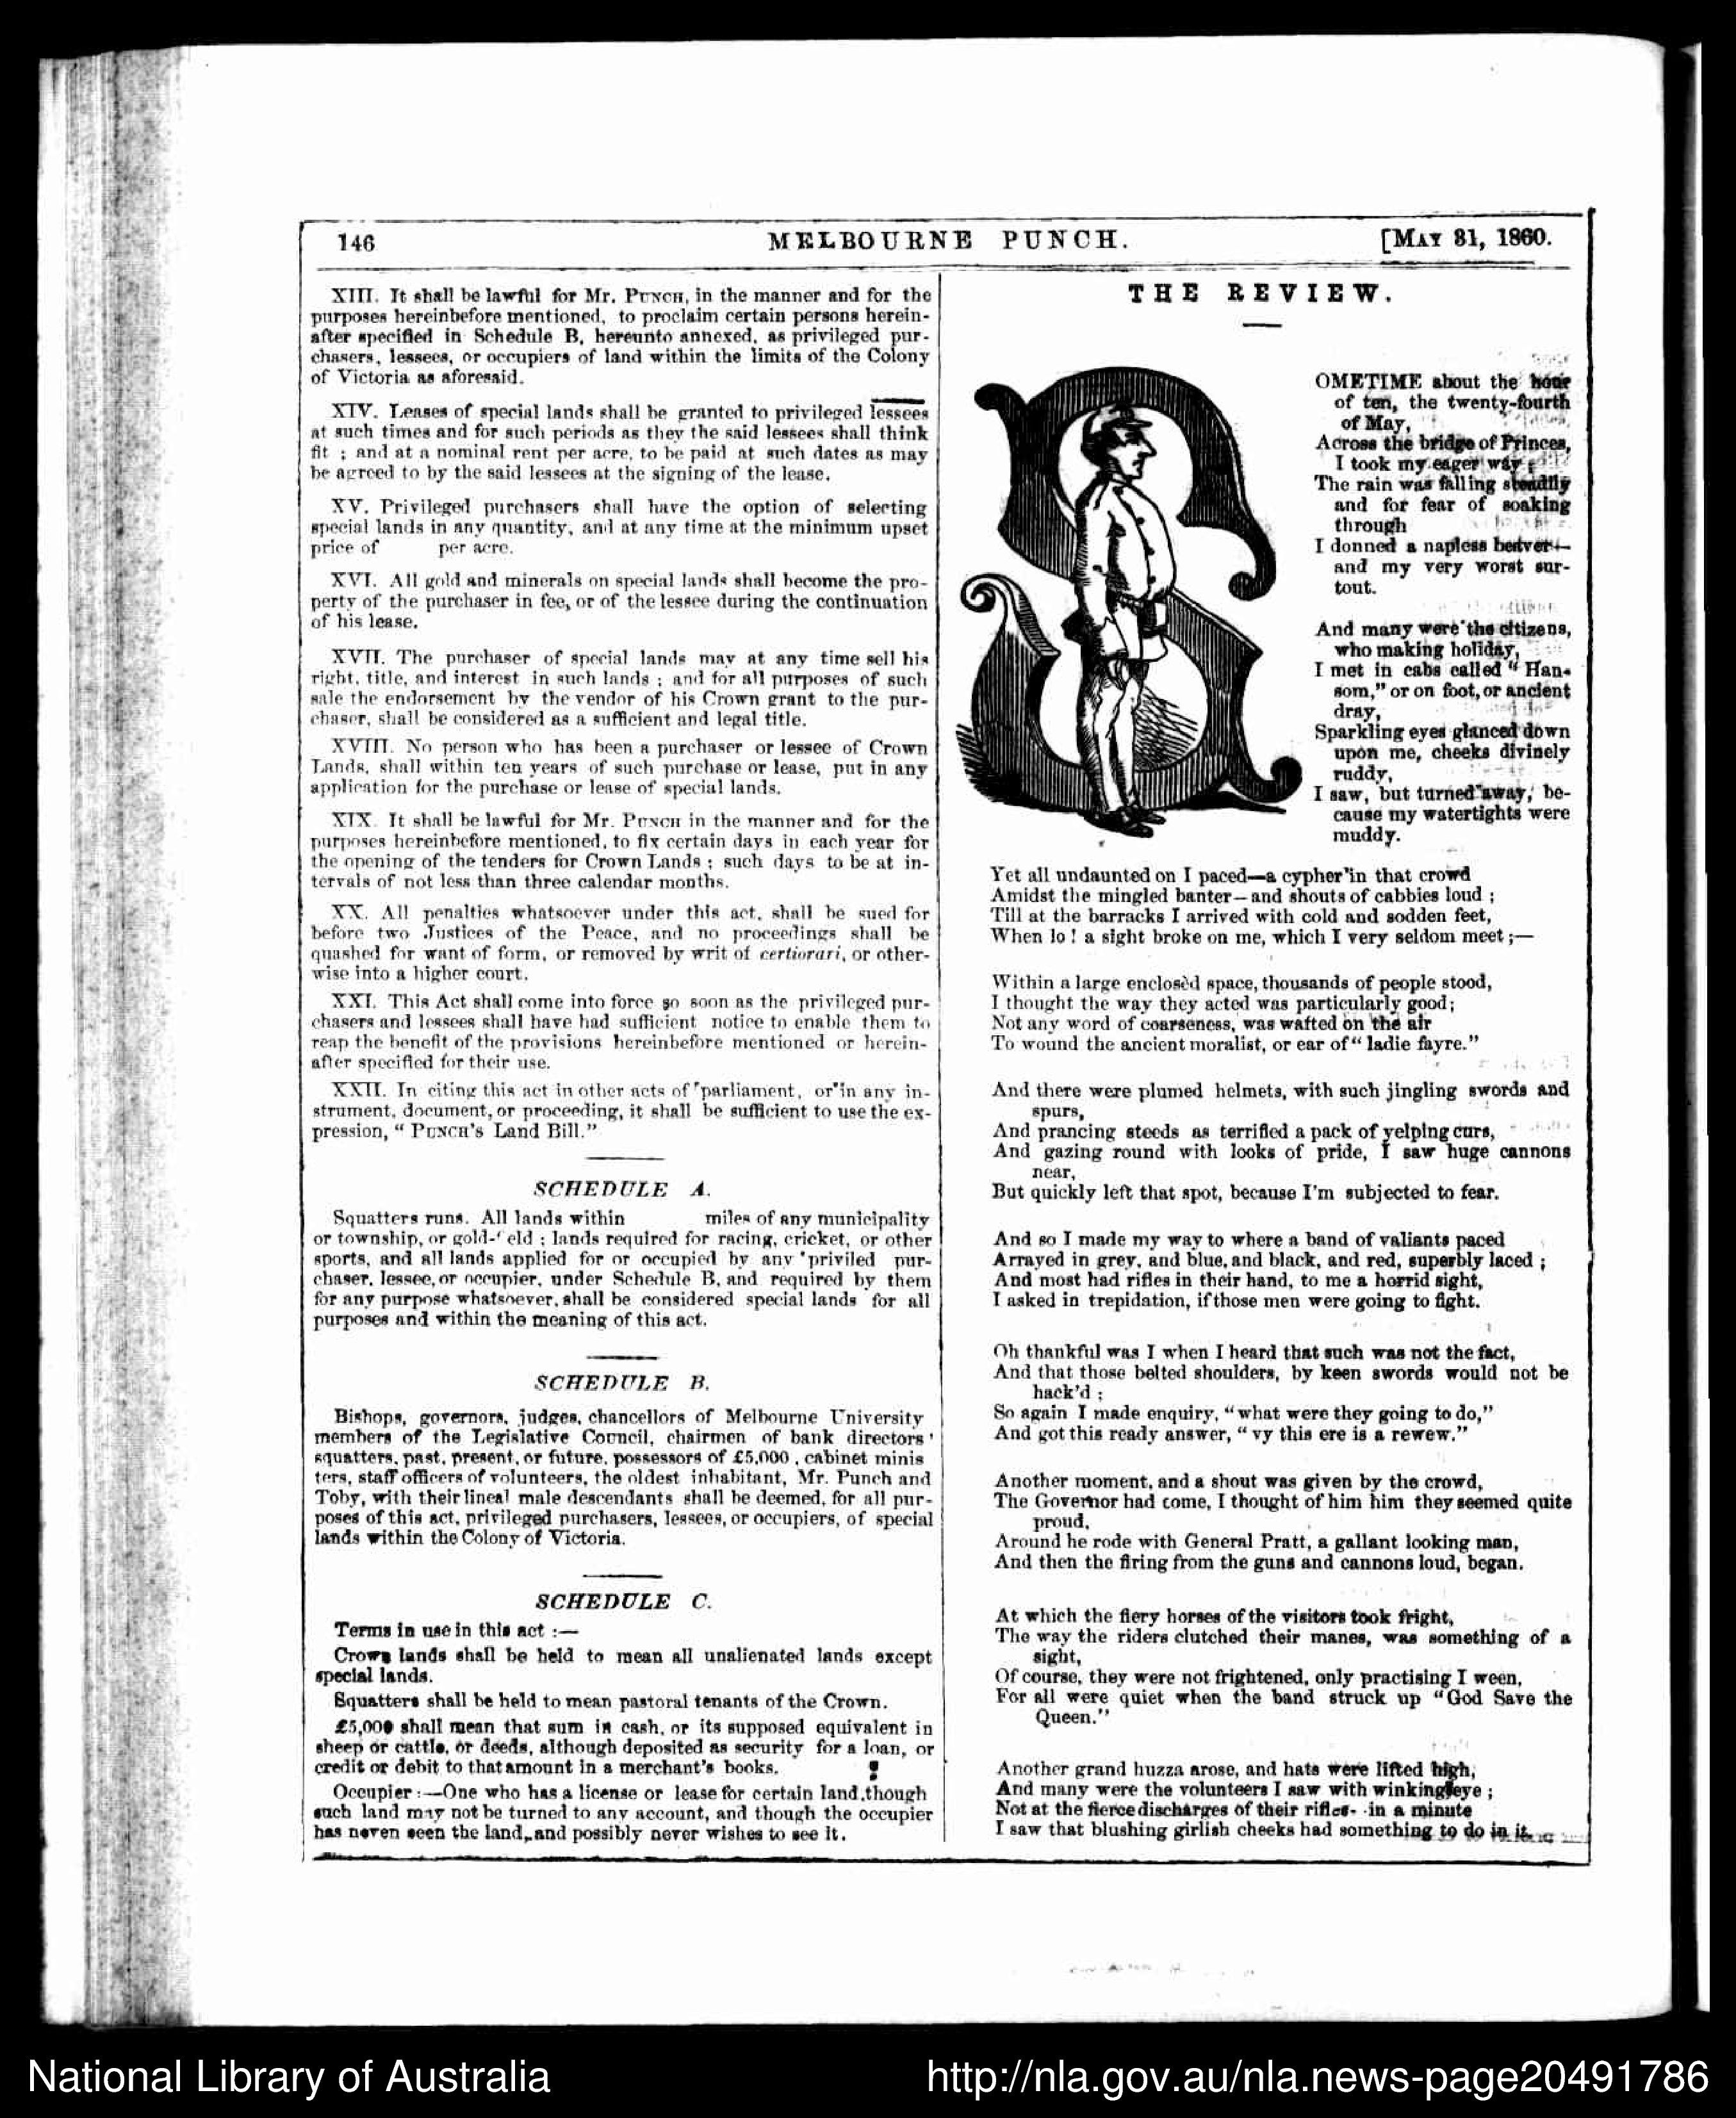 146
MELBOURNE PUNCH.
[MAY 31, 1860.
XIII. It shall be lawful for Mr. PUNCH, in the manner and for the
purposes hereinbefore mentioned, to proclaim certain persons herein-
after specified in Schedule B, hereunto annexed, as privileged pur-
chasers, lessees, or occupiers of land within the limits of the Colony
of Victoria as aforesaid.
XIV. Leases of special lands shall be granted to privileged lessees
at such times and for such periods as they the said lessees shall think
fit ; and at a nominal rent per acre, to be paid at such dates as may
be agreed to by the said lessees at the signing of the lease.
XV. Privileged purchasers shall have the option of selecting
special lands in any quantity, and at any time at the minimum upset
price of per acre.
XVI. All gold and minerals on special lands shall become the pro-
perty of the purchaser in fee, or of the lessee during the continuation
of his lease.
XVII. The purchaser of special lands may at any time sell his
right, title, and interest in such lands ; and for all purposes of such
sale the endorsement by the vendor of his Crown grant to the pur-
chaser, shall be considered as a sufficient and legal title.
XVIII. No person who has been a purchaser or lessee of Crown
Lands, shall within ten years of such purchase or lease, put in any
application for the purchase or lease of special lands.
XIX. It shall be lawful for Mr. PUNCH in the manner and for the
purposes hereinbefore mentioned, to fix certain days in each year for
the opening of the tenders for Crown Lands ; such days to be at in-
tervals of not less than three calendar months.
XX. All penalties whatsoever under this act, shall be sued for
before two Justices of the Peace, and no proceedings shall be
quashed for want of form, or removed by writ of certiorari, or other-
wise into a higher court.
XXI. This Act shall come into force so soon as the privileged pur-
chasers and lessees shall have had sufficient notice to enable them to
reap the benefit of the provisions hereinbefore mentioned or herein-
after specified for their use.
XXII. In citing this act in other acts of parliament, or in any in-
strument, document, or proceeding, it shall be sufficient to use the ex-
pression, " PUNCH'S Land Bill."
SCHEDULE A.
Squatters runs. All lands within miles of any municipality
or township, or gold-' eld ; lands required for racing, cricket, or other
sports, and all lands applied for or occupied by any priviled pur-
chaser, lessee, or occupier, under Schedule B, and required by them
for any purpose whatsoever, shall be considered special lands for all
purposes and within the meaning of this act.
SCHEDULE B.
Bishops, governors, judges, chancellors of Melbourne University
members of the Legislative Council, chairmen of bank directors '
squatters, past, present, or future, possessors of £5,000 , cabinet minis
ters, staff officers of volunteers, the oldest inhabitant, Mr. Punch and
Toby, with their lineal male descendants shall be deemed, for all pur-
poses of this act, privileged purchasers, lessees, or occupiers, of special
lands within the Colony of Victoria.
SCHEDULE C.
Terms in use in this act :—
Crown lands shall be held to mean all unalienated lands except
special lands.
Squatters shall be held to mean pastoral tenants of the Crown.
£5,000 shall mean that sum in cash, or its supposed equivalent in
sheep or cattle, or deeds, although deposited as security for a loan, or
credit or debit to that amount in a merchant's books.
Occupier :—One who has a license or lease for certain land, though
such land may not be turned to any account, and though the occupier
has neven seen the land, and possibly never wishes to see it.
THE REVIEW.
S
OMETIME about the hour
of ten, the twenty-fourth
of May,
Across the bridge of Princes,
I took my eager way ;
The rain was falling steadily
and for fear of soaking
through
I donned a napless beaver—
and my very worst sur-
tout.
And many were the citizens,
who making holiday,
I met in cabs called " Han-
som," or on foot, or ancient
dray,
Sparkling eyes glanced down
upon me, cheeks divinely
ruddy,
I saw, but turned away, be-
cause my watertights were
muddy.
Yet all undaunted on I paced—a cypher in that crowd
Amidst the mingled banter—and shouts of cabbies loud ;
Till at the barracks I arrived with cold and sodden feet,
When lo ! a sight broke on me, which I very seldom meet ;—
Within a large enclosèd space, thousands of people stood,
I thought the way they acted was particularly good;
Not any word of coarseness, was wafted on the air
To wound the ancient moralist, or ear of " ladie fayre."
And there were plumed helmets, with such jingling swords and
spurs,
And prancing steeds as terrified a pack of yelping curs,
And gazing round with looks of pride, I saw huge cannons
near,
But quickly left that spot, because I'm subjected to fear.
And so I made my way to where a band of valiants paced
Arrayed in grey, and blue, and black, and red, superbly laced ;
And most had rifles in their hand, to me a horrid sight,
I asked in trepidation, if those men were going to fight.
Oh thankful was I when I heard that such was not the fact,
And that those belted shoulders, by keen swords would not be
hack'd ;
So again I made enquiry, "what were they going to do,"
And got this ready answer, " vy this ere is a rewew."
Another moment, and a shout was given by the crowd,
The Governor had come, I thought of him him they seemed quite
proud,
Around he rode with General Pratt, a gallant looking man,
And then the firing from the guns and cannons loud, began.
At which the fiery horses of the visitors took fright,
The way the riders clutched their manes, was something of a
sight,
Of course, they were not frightened, only practising I ween,
For all were quiet when the band struck up "God Save the
Queen."
Another grand huzza arose, and hats were lifted high,
And many were the volunteers I saw with winking eye ;
Not at the fierce discharges of their rifles- -in a minute
I saw that blushing girlish cheeks had something to do in it.
National Library of Australia
http://nla.gov.au/nla.news-page20491786